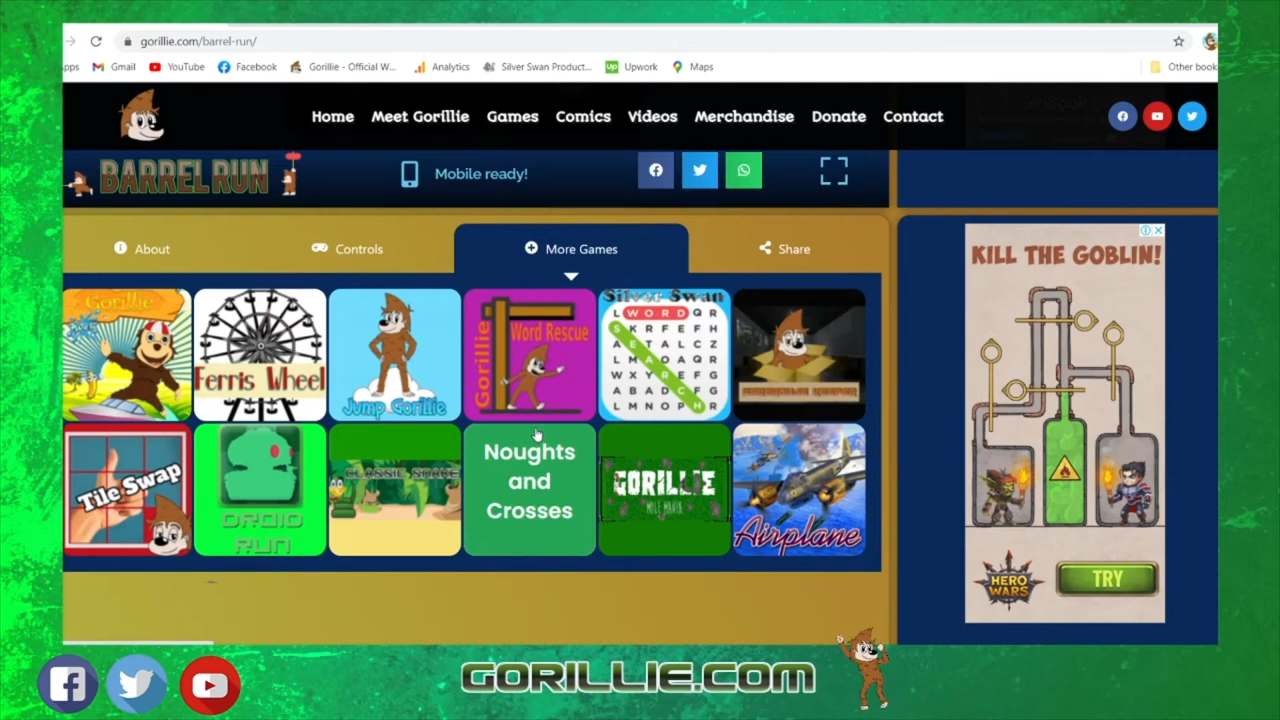 gorillie.com/barrel-run/
pps Gmail YouTube Facebook Gorillie - Official W... Analytics Silver Swan Product... Up Upwork Maps Other book
Home Meet Gorillie Games Comics Videos Merchandise Donate Contact
BARREL RUN Mobile ready!
About Controls More Games Share
KILL THE GOBLIN!
Gorillie
Ferris Wheel
Jump Gorillie
Gorillie Word Rescue
Silver Swan
L W O R D Q R
S K R F E F H
A E T A L C Z
L M A O A Q R
W X Y R E F G
A B A D C F G
L M N O P H R
Tile Swap
DROID
RUN
CLASSIC SNAKE
Noughts
and
Crosses
GORILLIE
MOLE MANIA
Airplane
HERO
WARS
TRY
GORILLIE.COM